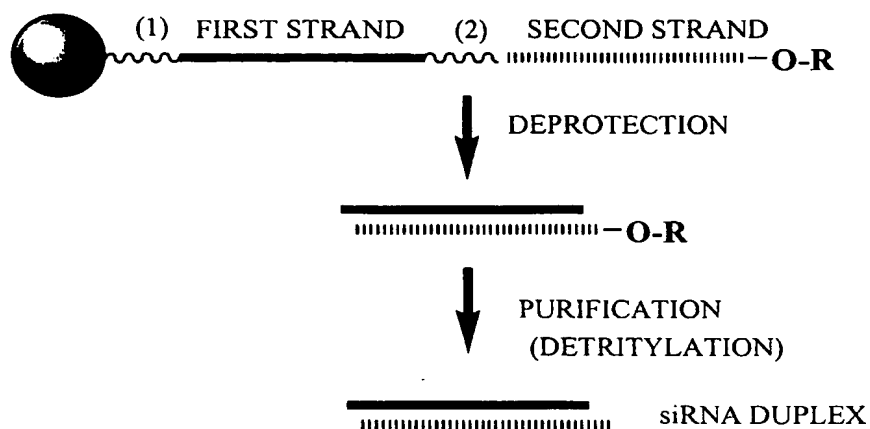 (1) FIRST STRAND (2) SECOND STRAND
O-R
DEPROTECTION
O-R
PURIFICATION
(DETRITYLATION)
siRNA DUPLEX